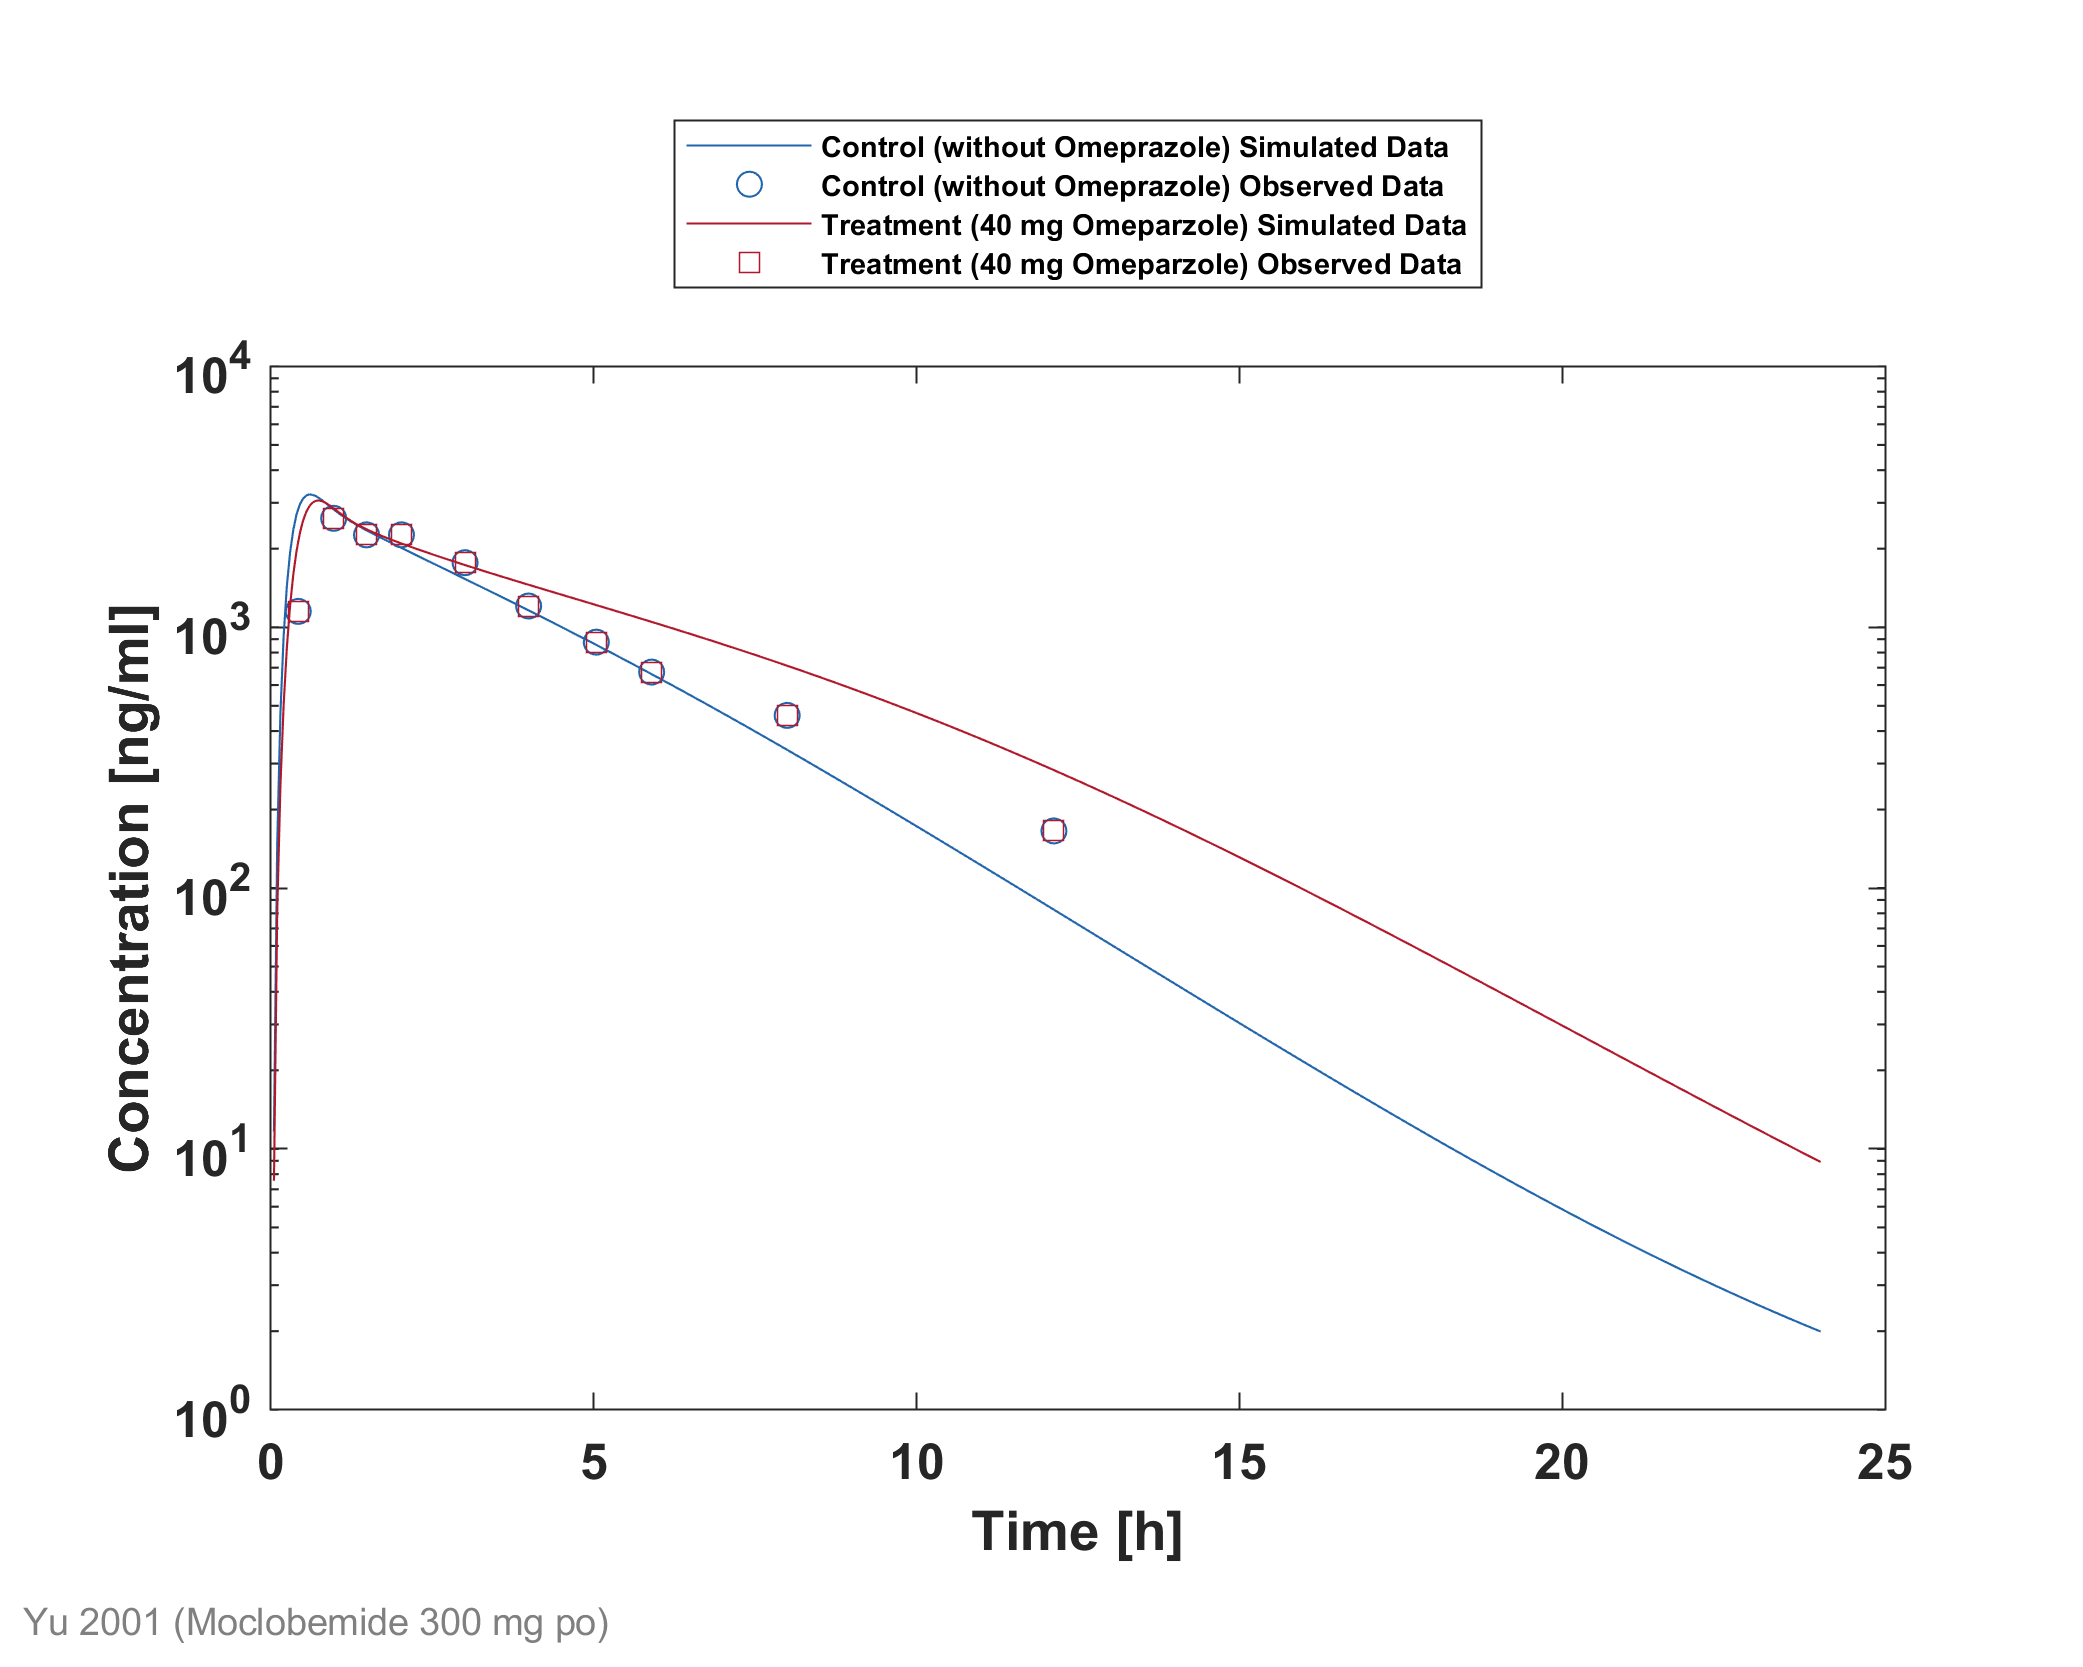 Control (without Omeprazole) Simulated Data
Control (without Omeprazole) Observed Data
Treatment (40 mg Omeparzole) Simulated Data
Treatment (40 mg Omeparzole) Observed Data
10^4
10^3
10^2
10^1
10^0
Concentration [ng/ml]
0 5 10 15 20 25
Time [h]
Yu 2001 (Moclobemide 300 mg po)